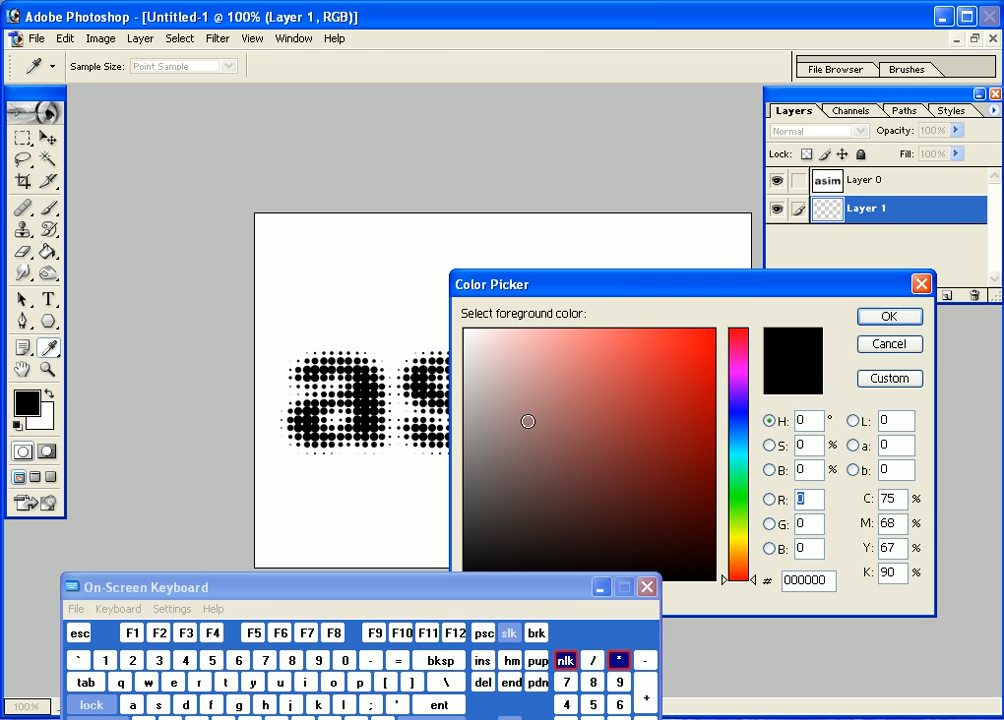 Adobe Photoshop - [Untitled-1 @ 100% (Layer 1, RGB)]
File Edit Image Layer Select Filter View Window Help
Sample Size: Point Sample
File Browser Brushes
Layers Channels Paths Styles
Normal Opacity: 100%
Lock: Fill: 100%
asim Layer 0
Layer 1
as
Color Picker
Select foreground color:
OK
Cancel
Custom
H: 0 ° L: 0
S: 0 % a: 0
B: 0 % b: 0
R: 0 C: 75 %
G: 0 M: 68 %
B: 0 Y: 67 %
# 000000 K: 90 %
T
On-Screen Keyboard
File Keyboard Settings Help
esc F1 F2 F3 F4 F5 F6 F7 F8 F9 F10 F11 F12 psc slk brk
` 1 2 3 4 5 6 7 8 9 0 - = bksp ins hm pup nlk / * -
tab q w e r t y u i o p [ ] \ del end pdn 7 8 9 +
lock a s d f g h j k l ; ' ent 4 5 6
100%